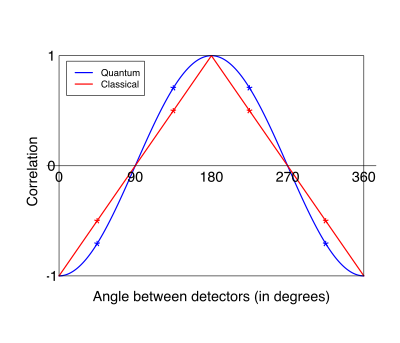 1
Quantum
Classical
Correlation
0
0 90 180 270 360
-1
Angle between detectors (in degrees)